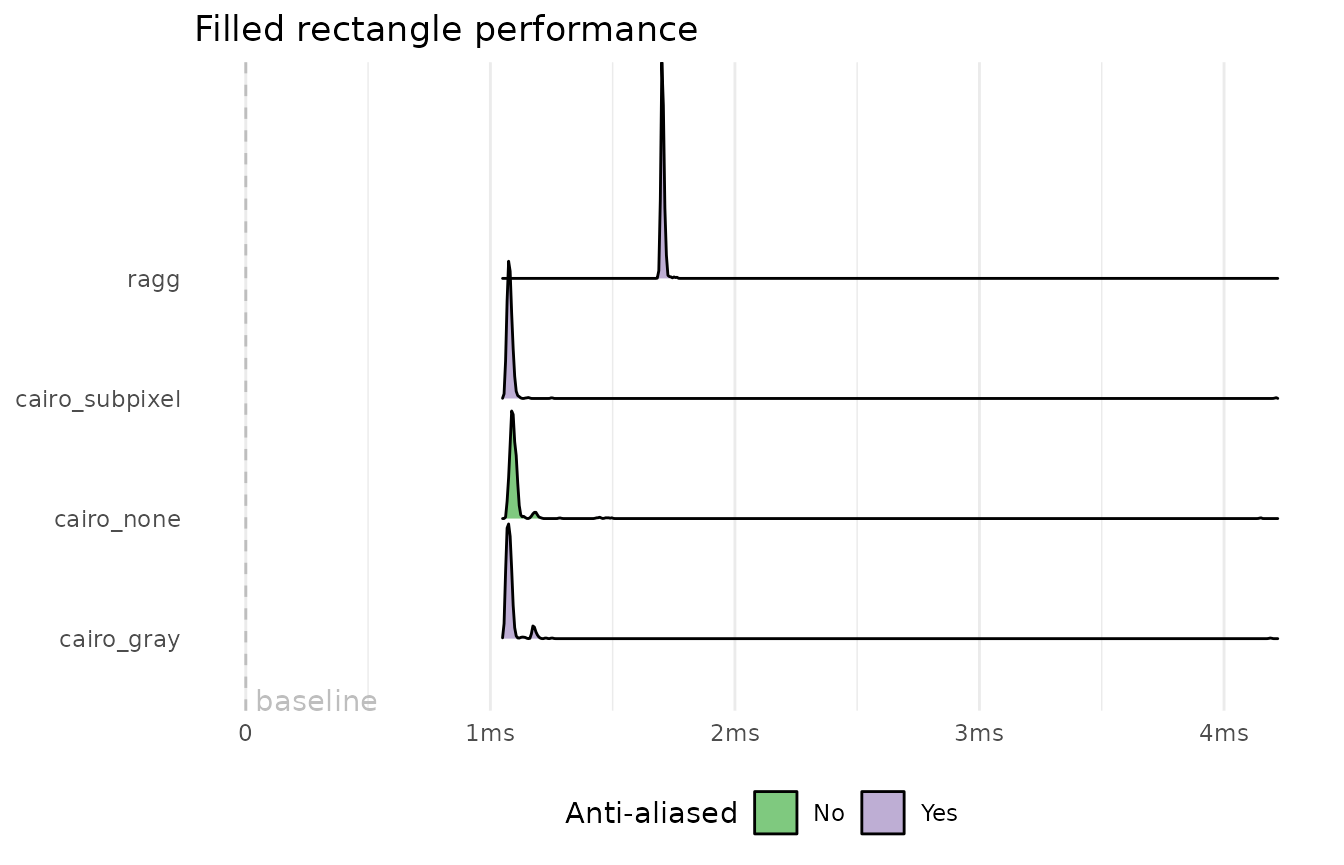 Filled rectangle performance
ragg
cairo_subpixel
cairo_none
cairo_gray
baseline
0 1ms 2ms 3ms 4ms
Anti-aliased No Yes